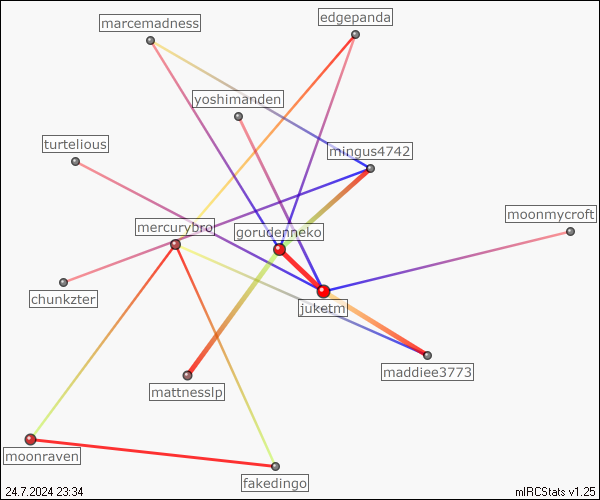 marcemadness
edgepanda
yoshimanden
turtelious
mingus4742
moonmycroft
mercurybro
gorudenneko
chunkzter
juketm
maddiee3773
mattnesslp
moonraven
fakedingo
24.7.2024 23:34
mIRCStats v1.25